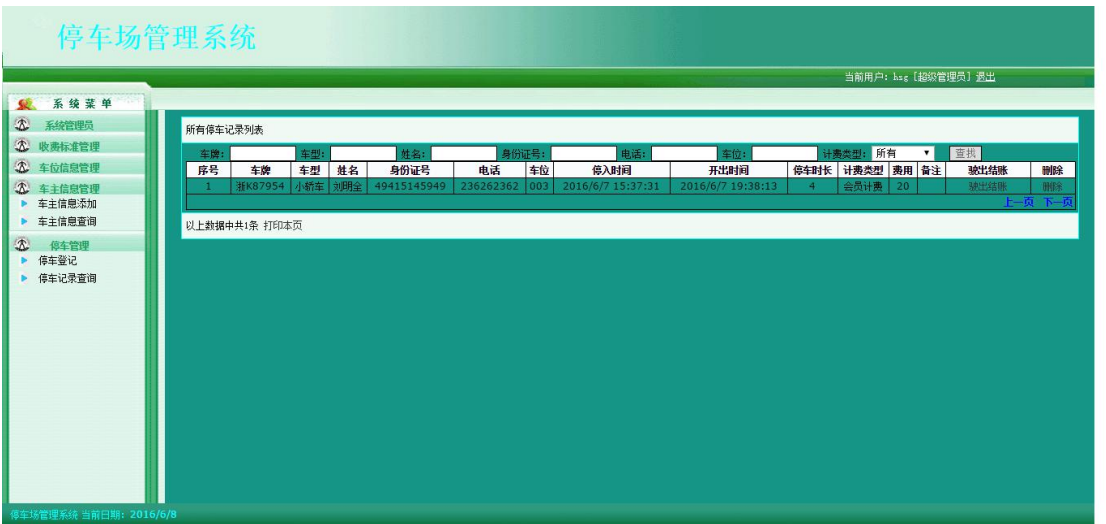 停车场管理系统
当前用户: hsg [超级管理员] 退出
系统菜单
系统管理员
收费标准管理
车位信息管理
车主信息管理
车主信息添加
车主信息查询
停车管理
停车登记
停车记录查询
所有停车记录列表
车牌: 车型: 姓名: 身份证号: 电话: 车位: 计费类型: 所有 查找
序号 车牌 车型 姓名 身份证号 电话 车位 停入时间 开出时间 停车时长 计费类型 费用 备注 驶出结账 删除
1 浙K87954 小轿车 刘明全 49415145949 236262362 003 2016/6/7 15:37:31 2016/6/7 19:38:13 4 会员计费 20 驶出结账 删除
上一页 下一页
以上数据中共1条 打印本页
停车场管理系统 当前日期: 2016/6/8